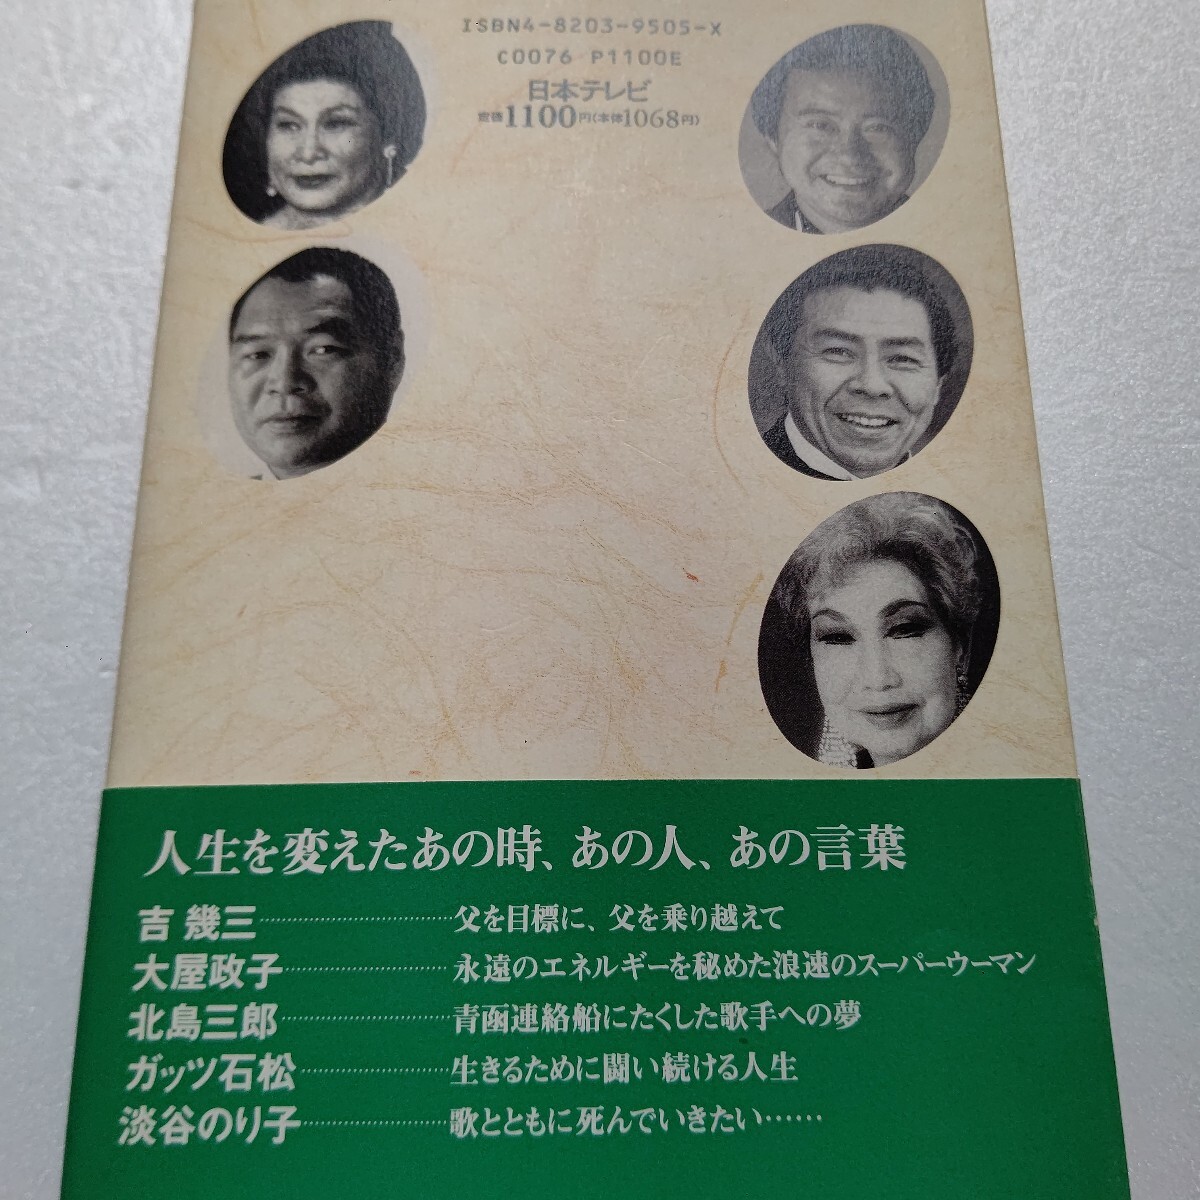 ISBN4-8203-9505-X
C0076 P1100E
日本テレビ
定価1100円(本体1068円)
人生を変えたあの時、あの人、あの言葉
吉 幾三……………………父を目標に、父を乗り越えて
大屋政子…………………永遠のエネルギーを秘めた浪速のスーパーウーマン
北島三郎…………………青函連絡船にたくした歌手への夢
ガッツ石松………………生きるために闘い続ける人生
淡谷のり子………………歌とともに死んでいきたい……